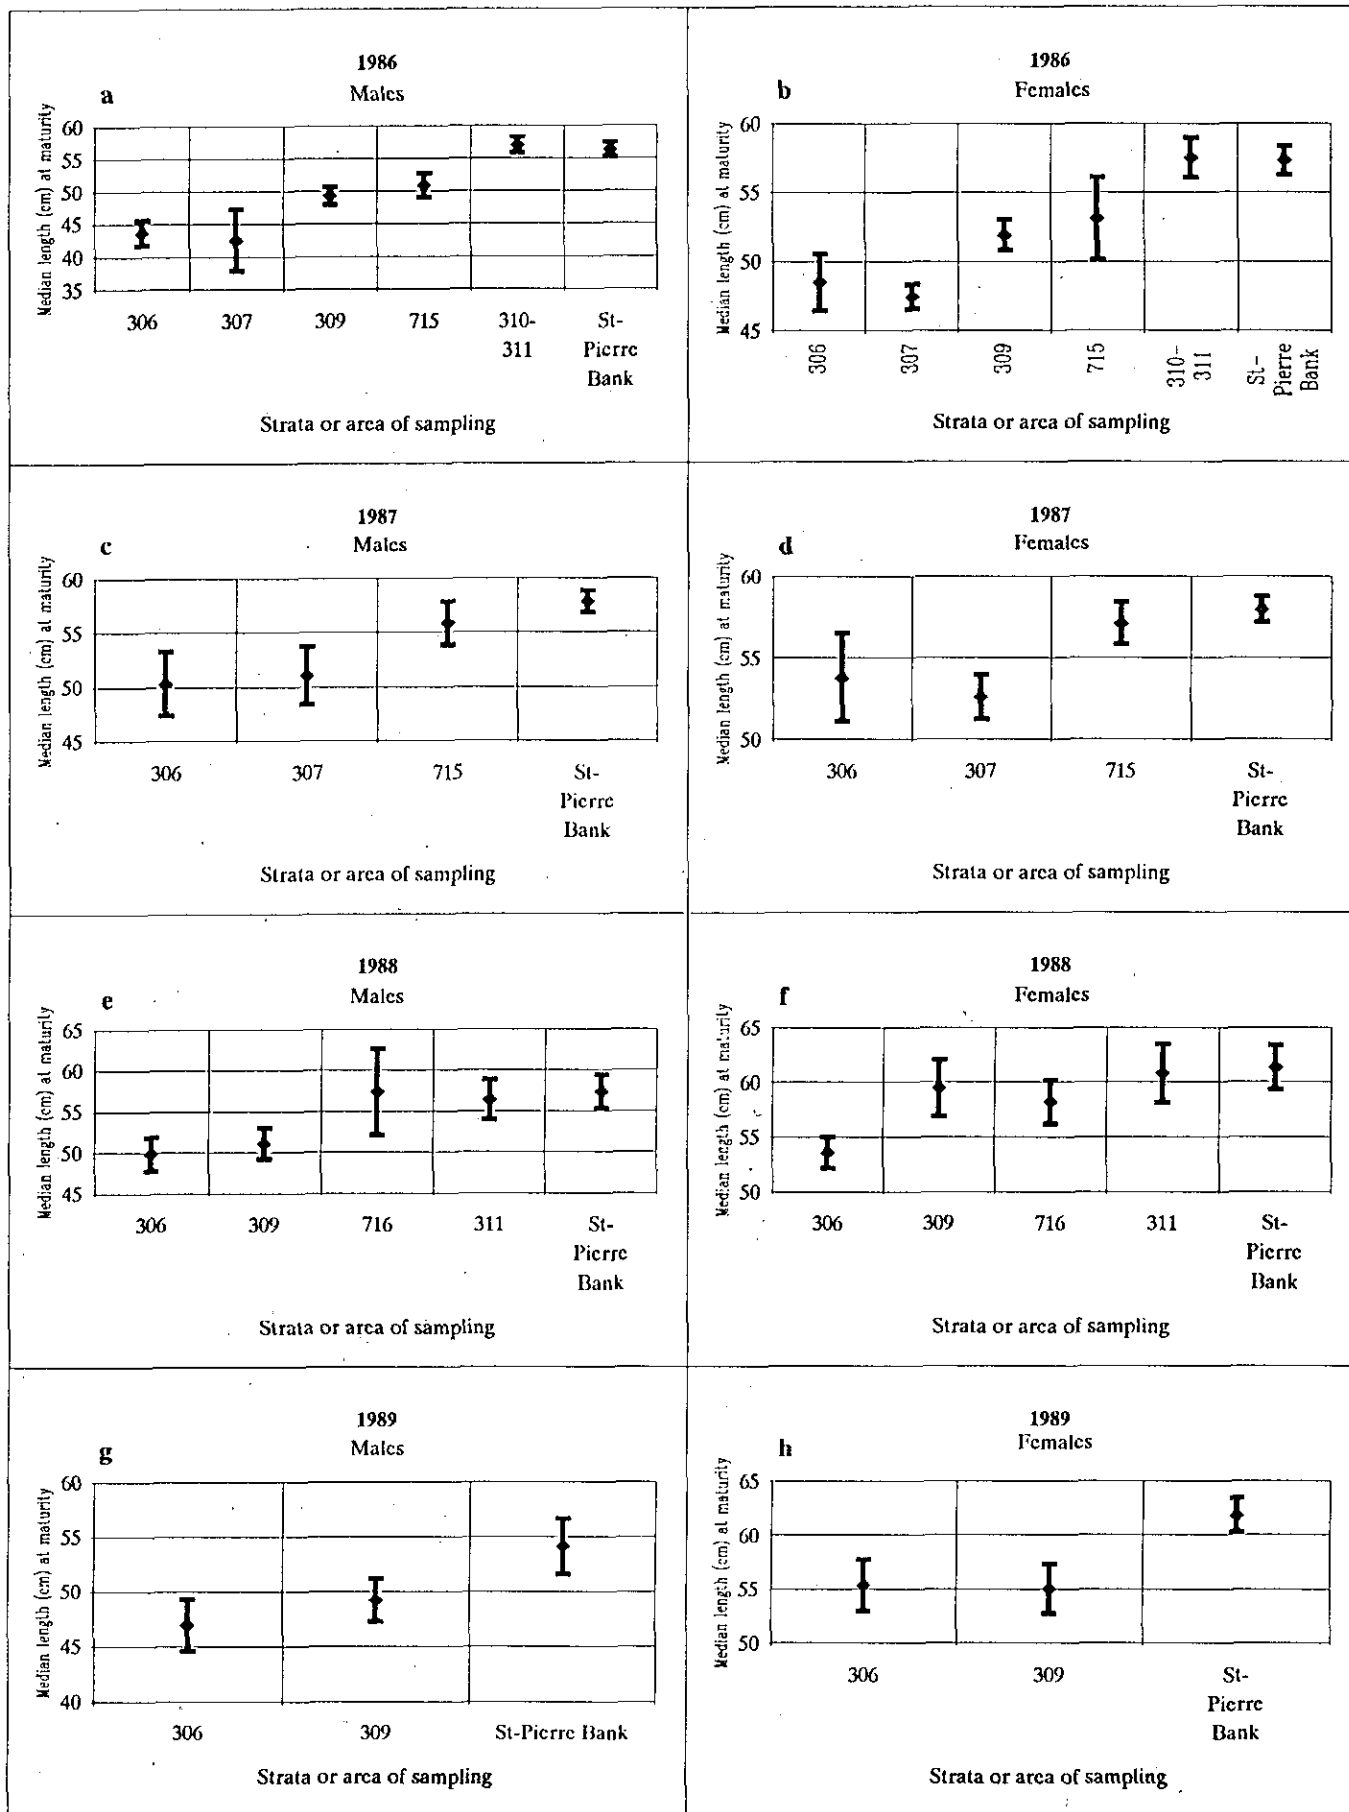 1986
a
Males
Median length (cm) at maturity
60
55
50
45
40
35
306 307 309 715 310- St-
311 Pierre
Bank
Strata or area of sampling
1986
b
Females
Median length (cm) at maturity
60
55
50
45
306 307 309 715 310- St-
311 Pierre
Bank
Strata or area of sampling
1987
c
Males
Median length (cm) at maturity
60
55
50
45
306 307 715 St-
Pierre
Bank
Strata or area of sampling
1987
d
Females
Median length (cm) at maturity
60
55
50
306 307 715 St-
Pierre
Bank
Strata or area of sampling
1988
e
Males
Median length (cm) at maturity
65
60
55
50
45
306 309 716 311 St-
Pierre
Bank
Strata or area of sampling
1988
f
Females
Median length (cm) at maturity
65
60
55
50
306 309 716 311 St-
Pierre
Bank
Strata or area of sampling
1989
g
Males
Median length (cm) at maturity
60
55
50
45
40
306 309 St-Pierre Bank
Strata or area of sampling
1989
h
Females
Median length (cm) at maturity
65
60
55
50
306 309 St-
Pierre
Bank
Strata or area of sampling